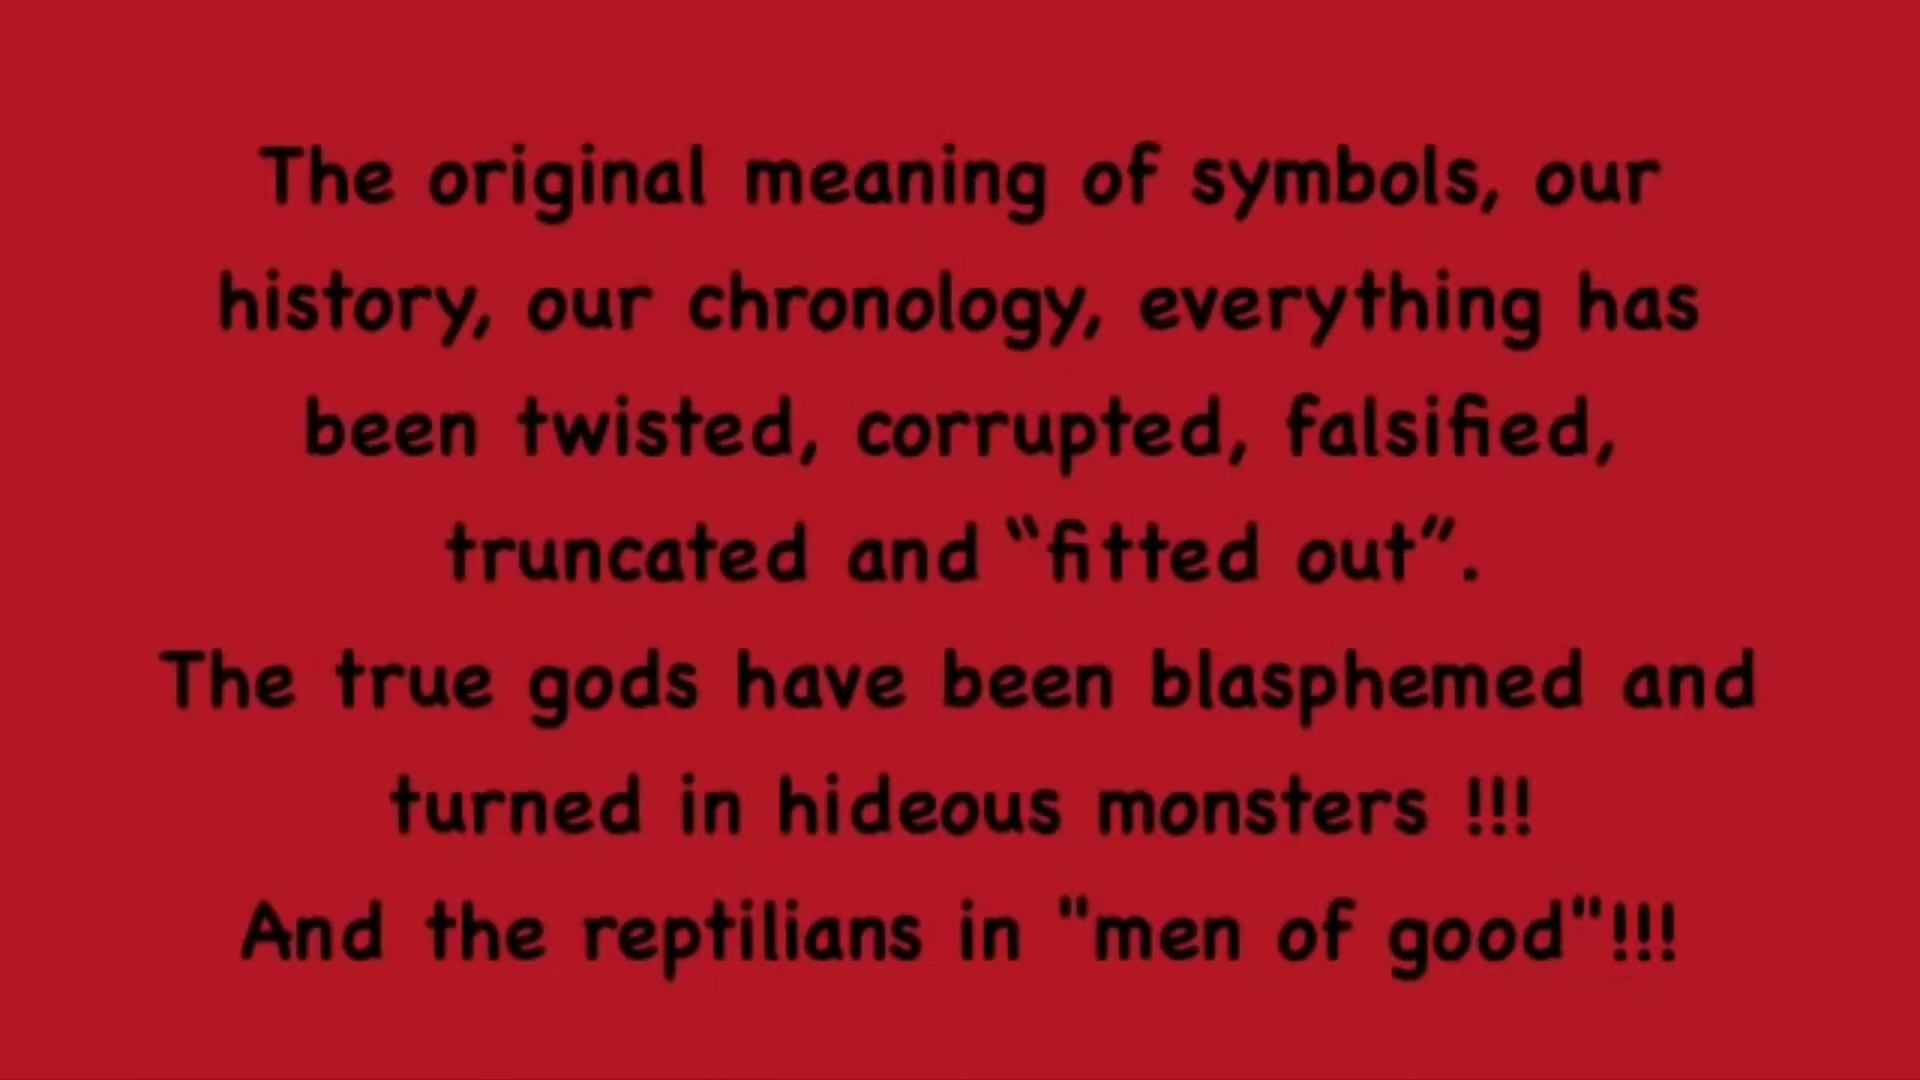 The original meaning of symbols, our
history, our chronology, everything has
been twisted, corrupted, falsified,
truncated and “fitted out”.
The true gods have been blasphemed and
turned in hideous monsters !!!
And the reptilians in "men of good"!!!